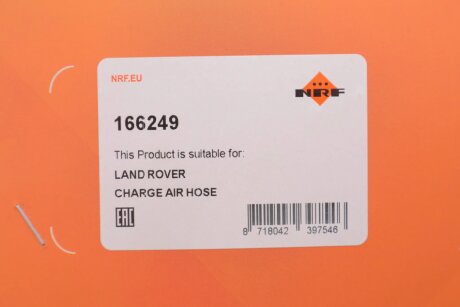 NRF.EU
NRF
166249
This Product is suitable for:
LAND ROVER
CHARGE AIR HOSE
EAC
8 718042 397546